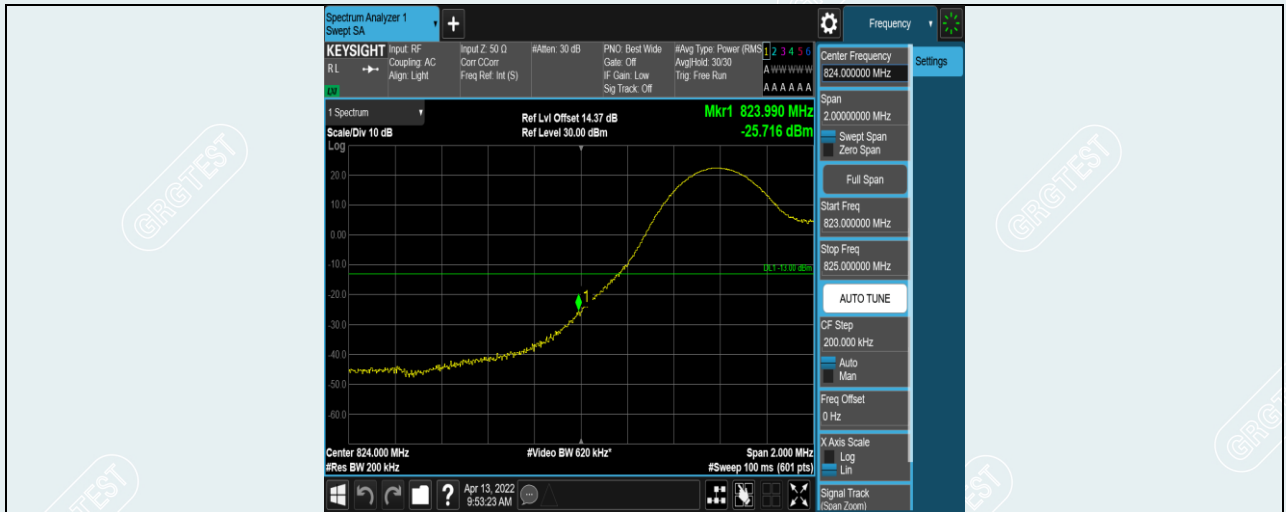 Spectrum Analyzer 1
Swept SA
Frequency
KEYSIGHT
RL
LNI
Input: RF
Coupling: AC
Align: Light
Input Z: 50 Ω
Corr CCorr
Freq Ref: Int (S)
#Atten: 30 dB
PNO: Best Wide
Gate: Off
IF Gain: Low
Sig Track: Off
#Avg Type: Power (RMS
Avg|Hold: 30/30
Trig: Free Run
1 2 3 4 5 6
A W W W W W
A A A A A A
1 Spectrum
Scale/Div 10 dB
Log
Ref Lvl Offset 14.37 dB
Ref Level 30.00 dBm
Mkr1 823.990 MHz
-25.716 dBm
20.0
10.0
0.00
-10.0
-20.0
-30.0
-40.0
-50.0
-60.0
DL1 -13.00 dBm
1
Center 824.000 MHz
#Res BW 200 kHz
#Video BW 620 kHz*
Span 2.000 MHz
#Sweep 100 ms (601 pts)
?
Apr 13, 2022
9:53:23 AM
Center Frequency
824.000000 MHz
Settings
Span
2.00000000 MHz
Swept Span
Zero Span
Full Span
Start Freq
823.000000 MHz
Stop Freq
825.000000 MHz
AUTO TUNE
CF Step
200.000 kHz
Auto
Man
Freq Offset
0 Hz
X Axis Scale
Log
Lin
Signal Track
(Span Zoom)
GRGTEST
GRGTEST
GRGTEST
GRGTEST